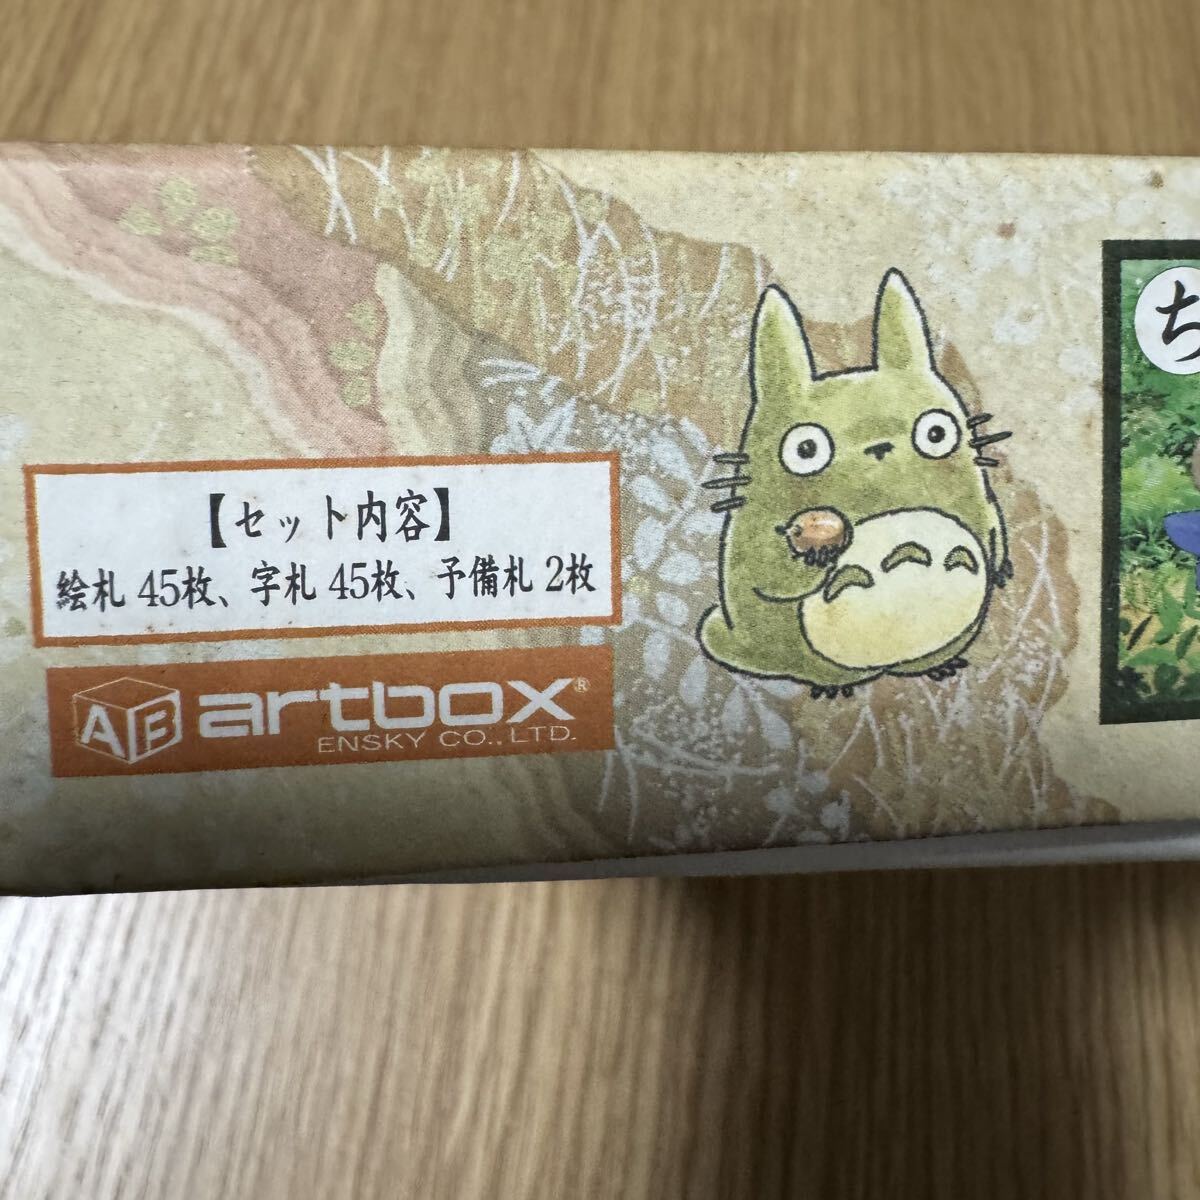 【セット内容】
絵札 45枚、字札 45枚、予備札 2枚
AB artbox®
ENSKY CO.,LTD.
ち